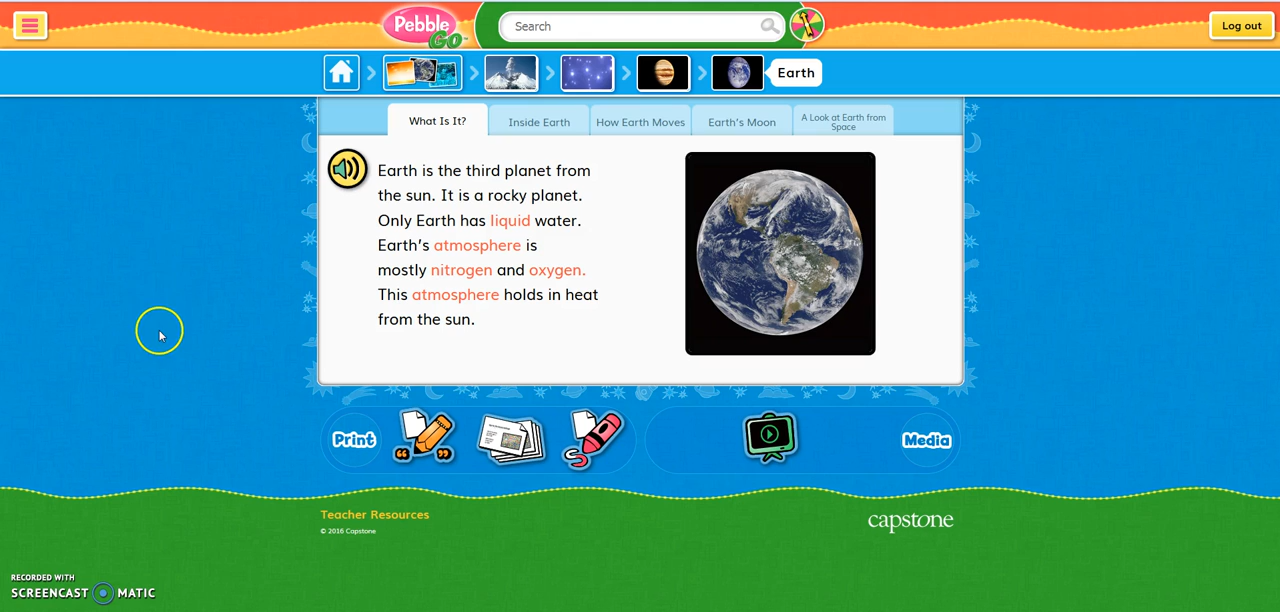 Pebble
Go
Search
Log out
Earth
What Is It?
Inside Earth
How Earth Moves
Earth's Moon
A Look at Earth from
Space
Earth is the third planet from
the sun. It is a rocky planet.
Only Earth has liquid water.
Earth's atmosphere is
mostly nitrogen and oxygen.
This atmosphere holds in heat
from the sun.
Print
Media
Teacher Resources
© 2016 Capstone
capstone
RECORDED WITH
SCREENCAST MATIC